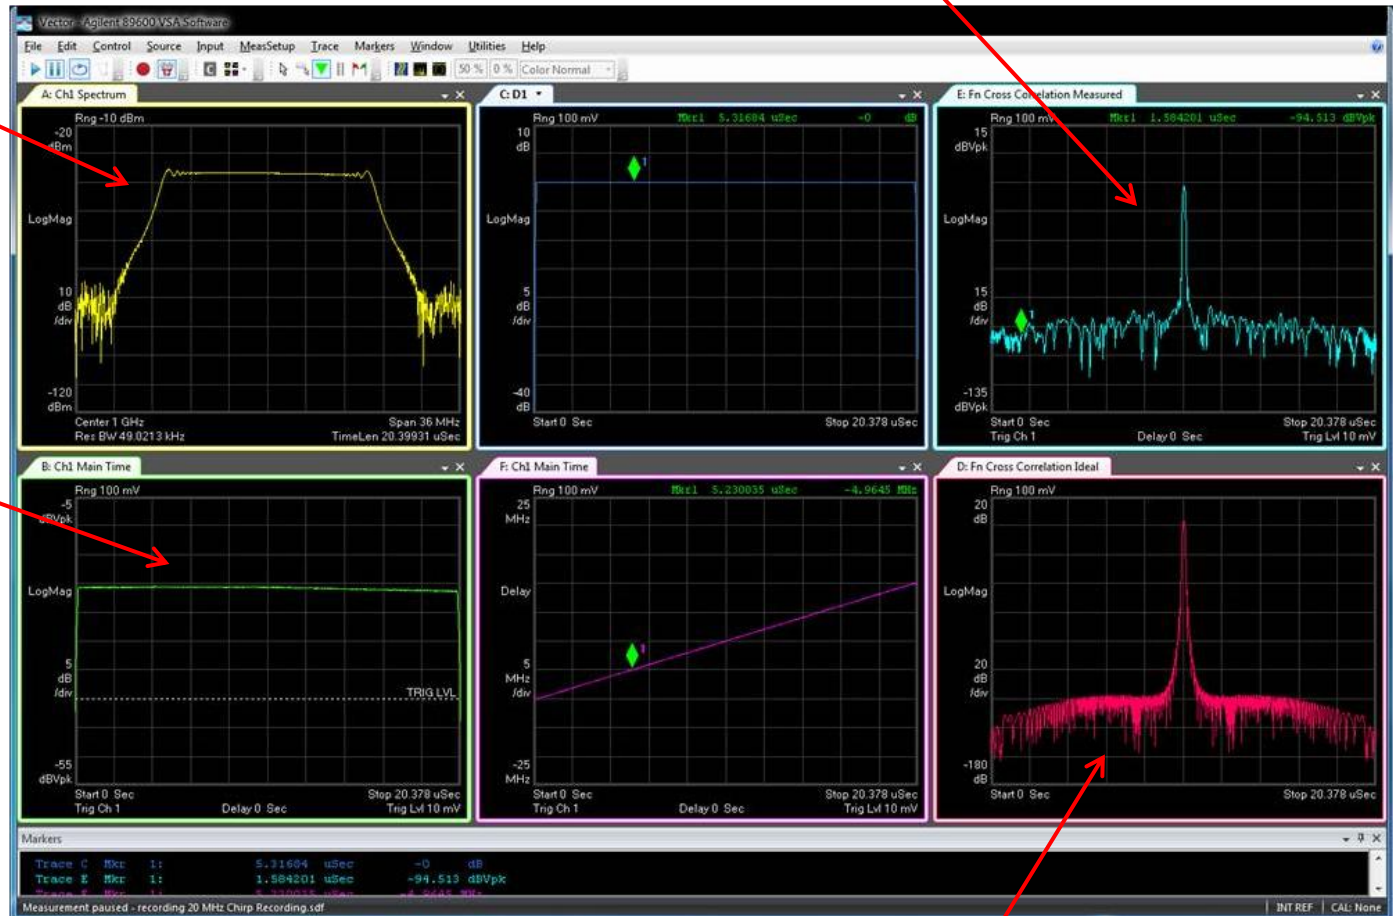 Vector - Agilent 89600 VSA Software
File Edit Control Source Input MeasSetup Trace Markers Window Utilities Help
50 % 0 % Color Normal
A: Ch1 Spectrum
Rng -10 dBm
-20
dBm
LogMag
10
dB
/div
-120
dBm
Center 1 GHz Span 36 MHz
Res BW 49.0213 kHz TimeLen 20.39931 uSec
C: D1
Rng 100 mV Mkr1 5.31684 uSec -0 dB
10
dB
LogMag
5
dB
/div
-40
dB
Start 0 Sec Stop 20.378 uSec
1
E: Fn Cross Correlation Measured
Rng 100 mV Mkr1 1.584201 uSec -94.513 dBVpk
15
dBVpk
LogMag
15
dB
/div
1
-135
dBVpk
Start 0 Sec Stop 20.378 uSec
Trig Ch 1 Delay 0 Sec Trig Lvl 10 mV
B: Ch1 Main Time
Rng 100 mV
-5
dBVpk
LogMag
5
dB
/div
TRIG LVL
-55
dBVpk
Start 0 Sec Stop 20.378 uSec
Trig Ch 1 Delay 0 Sec Trig Lvl 10 mV
F: Ch1 Main Time
Rng 100 mV Mkr1 5.230035 uSec -4.9645 MHz
25
MHz
Delay
1
5
MHz
/div
-25
MHz
Start 0 Sec Stop 20.378 uSec
Trig Ch 1 Delay 0 Sec Trig Lvl 10 mV
D: Fn Cross Correlation Ideal
Rng 100 mV
20
dB
LogMag
20
dB
/div
-180
dB
Start 0 Sec Stop 20.378 uSec
Markers
Trace C Mkr 1: 5.31684 uSec -0 dB
Trace E Mkr 1: 1.584201 uSec -94.513 dBVpk
Trace F Mkr 1: 5.230035 uSec -4.9645 MHz
Measurement paused - recording 20 MHz Chirp Recording.sdf INT REF CAL: None